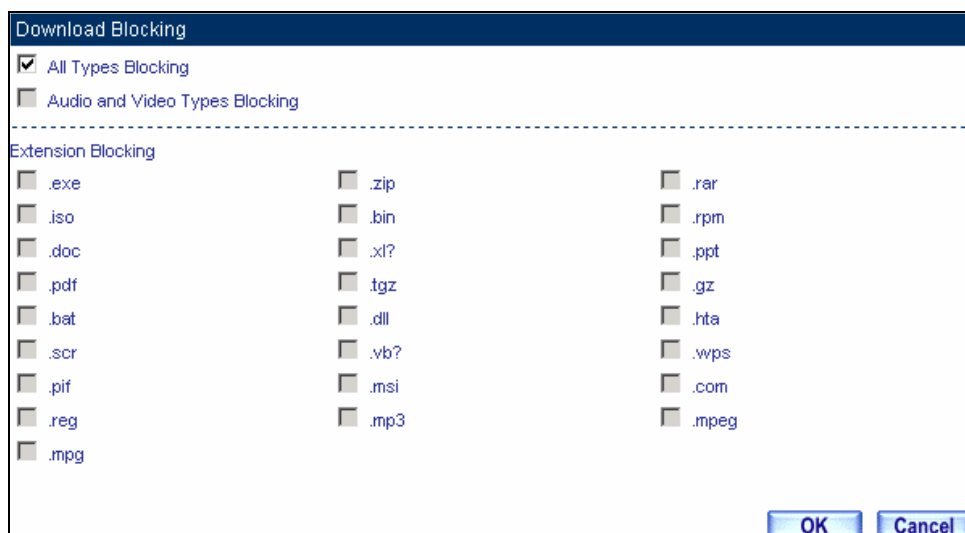 Download Blocking
All Types Blocking
Audio and Video Types Blocking
Extension Blocking
.exe .zip .rar
.iso .bin .rpm
.doc .xl? .ppt
.pdf .tgz .gz
.bat .dll .hta
.scr .vb? .wps
.pif .msi .com
.reg .mp3 .mpeg
.mpg
OK Cancel